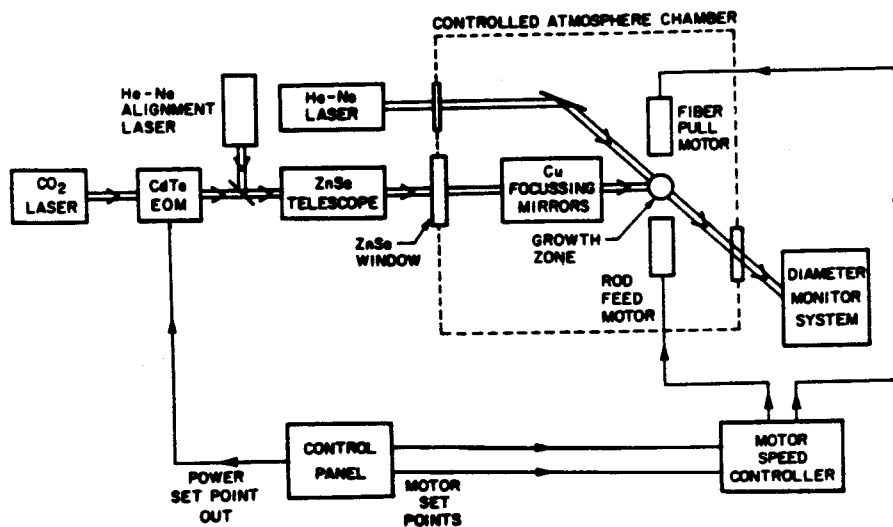 CONTROLLED ATMOSPHERE CHAMBER
He-Ne
ALIGNMENT
LASER
He-Ne
LASER
FIBER
PULL
MOTOR
CO2
LASER
CdTe
EOM
ZnSe
TELESCOPE
Cu
FOCUSSING
MIRRORS
ZnSe
WINDOW
GROWTH
ZONE
ROD
FEED
MOTOR
DIAMETER
MONITOR
SYSTEM
CONTROL
PANEL
MOTOR
SPEED
CONTROLLER
POWER
SET POINT
OUT
MOTOR
SET
POINTS